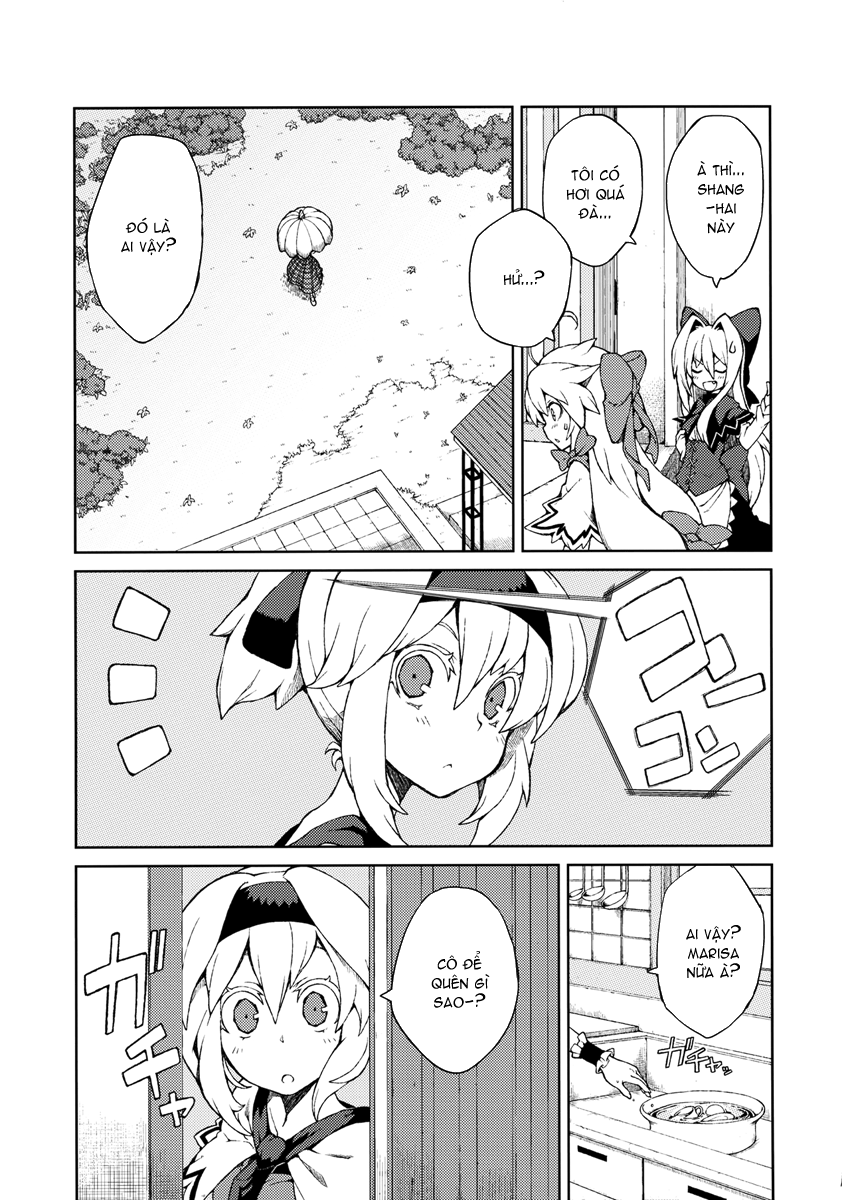 À THÌ...
SHANG
-HAI
NÀY
TÔI CÓ
HƠI QUÁ
ĐÀ...
HỬ...?
ĐÓ LÀ
AI VẬY?
コン
コン
AI VẬY?
MARISA
NỮA À?
ガチャッ
CÔ ĐỂ
QUÊN GÌ
SAO-?
ガチャ